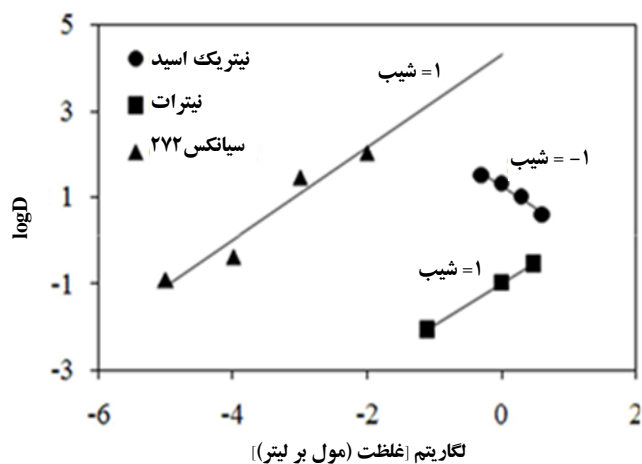 5
3
1
-1
-3
logD
نیتریک اسید
نیترات
سیانکس۲۷۲
شیب =۱
شیب =-۱
شیب =۱
-6 -4 -2 0 2
لگاریتم [غلظت (مول بر لیتر)]